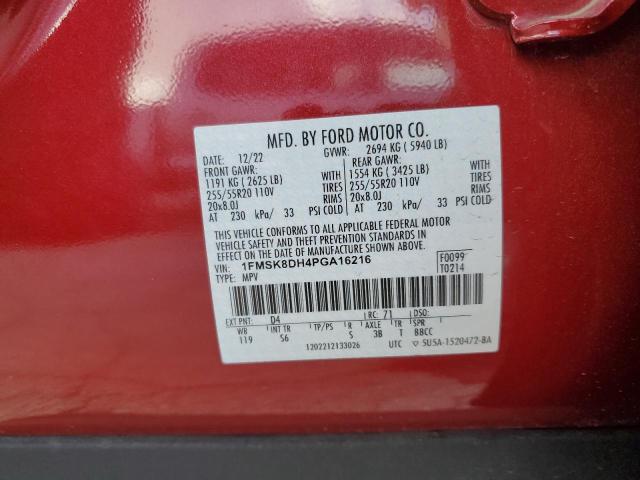 MFD. BY FORD MOTOR CO.
DATE: 12/22 GVWR: 2694 KG ( 5940 LB)
FRONT GAWR: REAR GAWR:
1191 KG ( 2625 LB) WITH 1554 KG ( 3425 LB) WITH
255/55R20 110V TIRES 255/55R20 110V TIRES
20x8.0J RIMS 20x8.0J RIMS
AT 230 kPa/ 33 PSI COLD AT 230 kPa/ 33 PSI COLD
THIS VEHICLE CONFORMS TO ALL APPLICABLE FEDERAL MOTOR
VEHICLE SAFETY AND THEFT PREVENTION STANDARDS IN
EFFECT ON THE DATE OF MANUFACTURE SHOWN ABOVE.
VIN: 1FMSK8DH4PGA16216 F0099
TYPE: MPV T0214
EXT PNT: D4 RC: 71 DSO:
WB INT TR TP/PS R AXLE TR SPR
119 S6 S 3B T BBCC
1202212133026 UTC 5U5A-1520472-BA